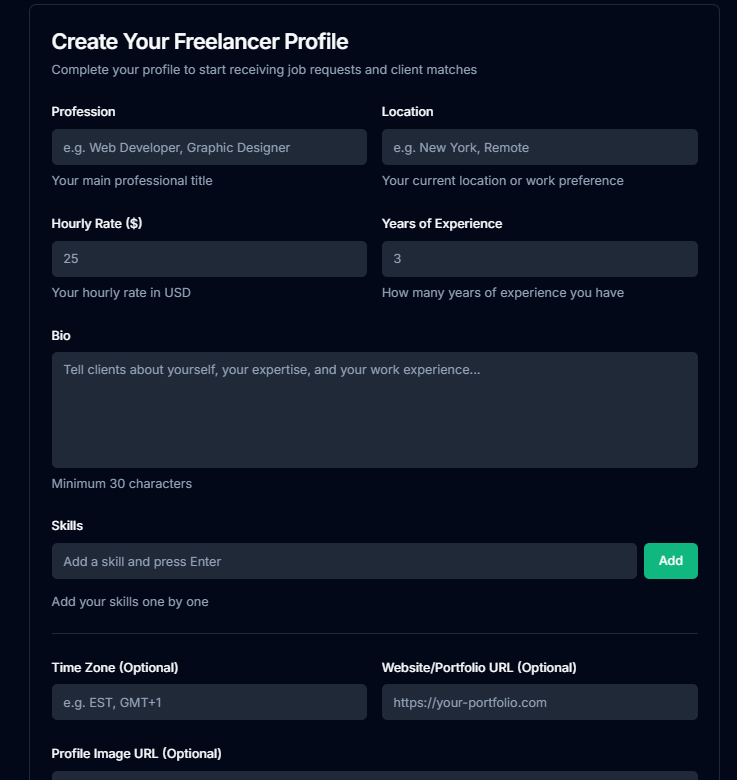 Create Your Freelancer Profile
Complete your profile to start receiving job requests and client matches
Profession
Location
e.g. Web Developer, Graphic Designer
e.g. New York, Remote
Your main professional title
Your current location or work preference
Hourly Rate ($)
Years of Experience
25
3
Your hourly rate in USD
How many years of experience you have
Bio
Tell clients about yourself, your expertise, and your work experience...
Minimum 30 characters
Skills
Add a skill and press Enter
Add
Add your skills one by one
Time Zone (Optional)
Website/Portfolio URL (Optional)
e.g. EST, GMT+1
https://your-portfolio.com
Profile Image URL (Optional)